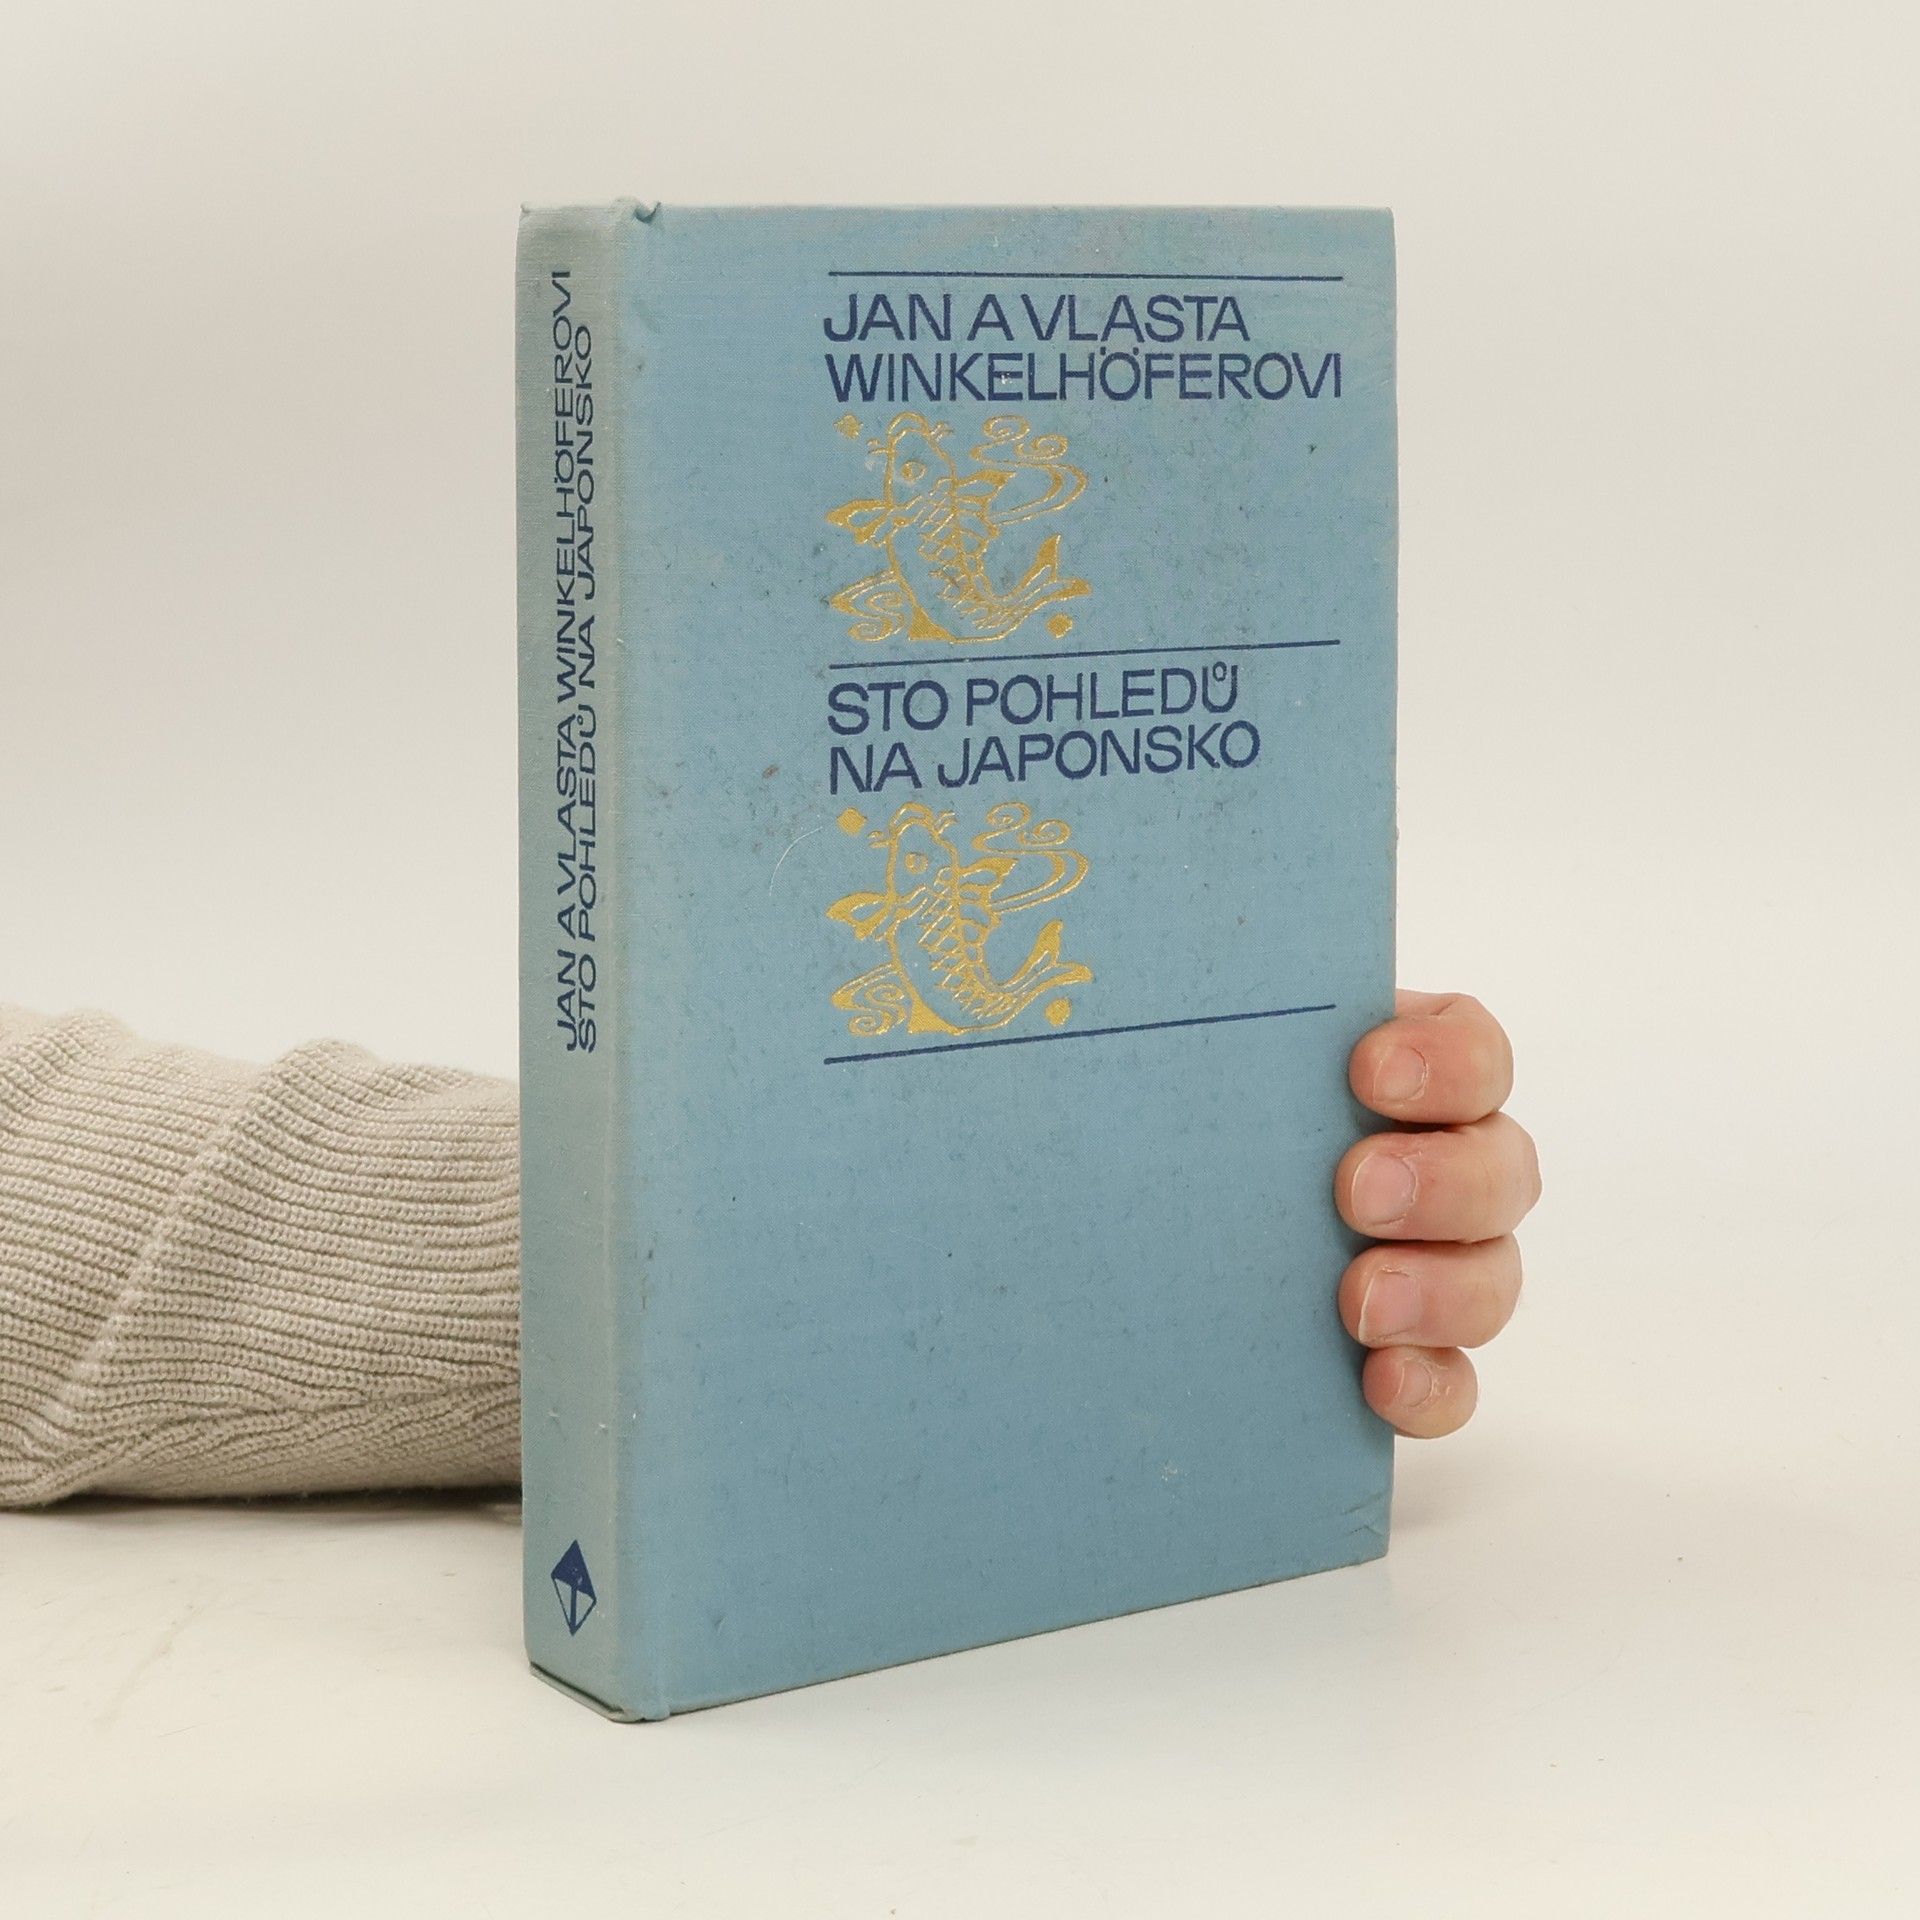 JAN A VLASTA WINKELHÖFEROVI
STO POHLEDŮ NA JAPONSKO
JAN A VLASTA
WINKELHÖFEROVI
STO POHLEDŮ
NA JAPONSKO